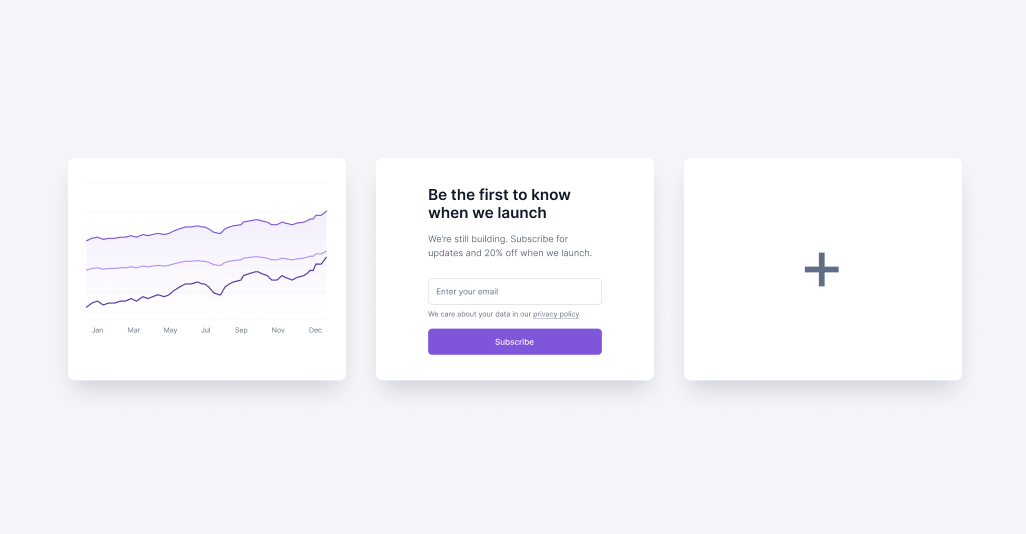 Jan Mar May Jul Sep Nov Dec
Be the first to know
when we launch
We're still building. Subscribe for
updates and 20% off when we launch.
Enter your email
We care about your data in our privacy policy
Subscribe